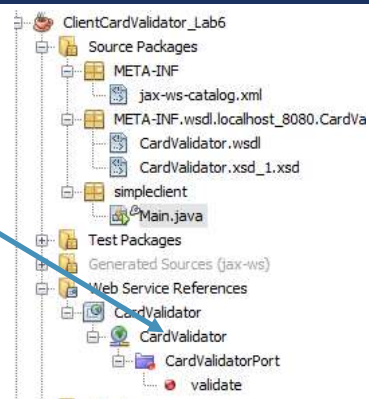 ClientCardValidator_Lab6
Source Packages
META-INF
jax-ws-catalog.xml
META-INF.wsdl.localhost_8080.CardVa
CardValidator.wsdl
CardValidator.xsd_1.xsd
simpleclient
Main.java
Test Packages
Generated Sources (jax-ws)
Web Service References
CardValidator
CardValidator
CardValidatorPort
validate